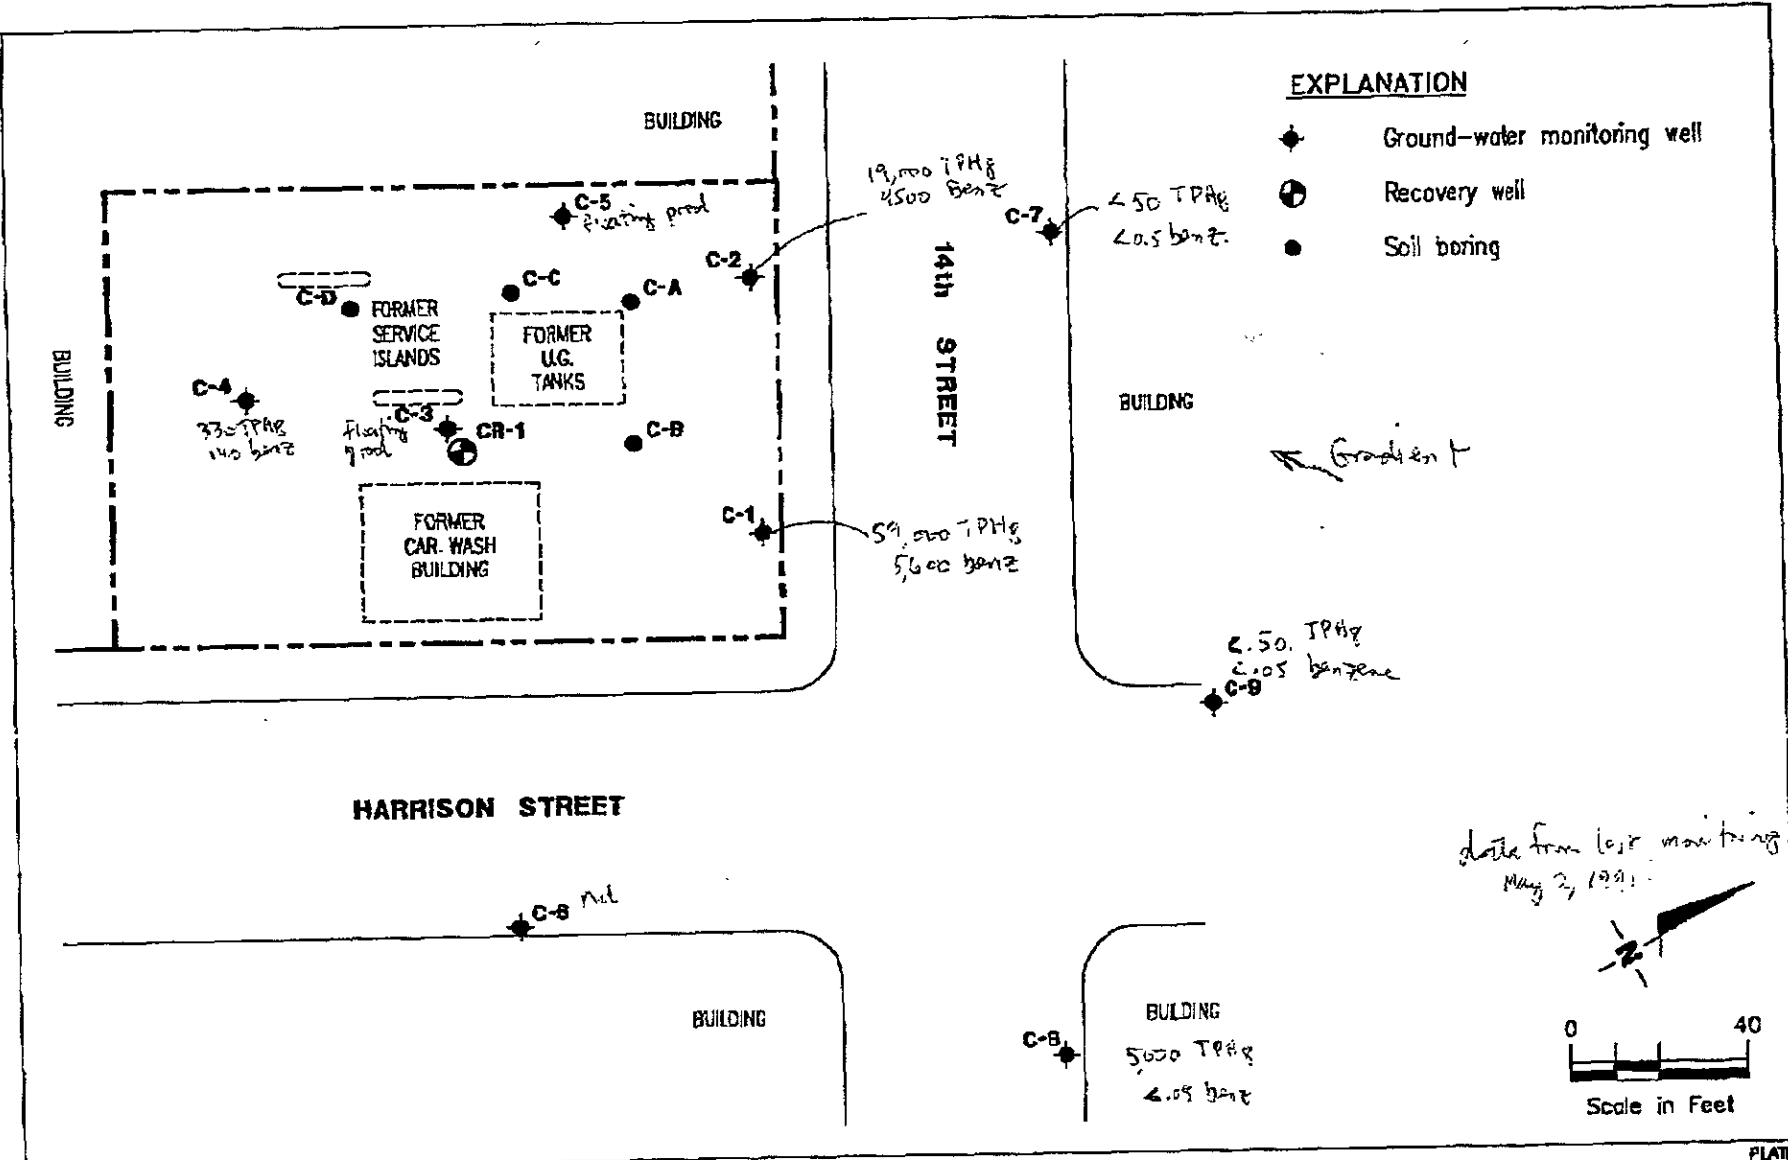 EXPLANATION
Ground-water monitoring well
Recovery well
Soil boring
BUILDING
19,000 TPHg
4500 Benz
C-5
floating prod
C-7
<50 TPHg
<0.5 benz.
C-2
14th STREET
C-C
C-A
C-D
FORMER
SERVICE
ISLANDS
FORMER
U.G.
TANKS
BUILDING
C-4
330 TPHg
140 benz
C-3
Floating
prod
CR-1
C-B
BUILDING
Gradient
FORMER
CAR-WASH
BUILDING
C-1
59,000 TPHg
5,600 benz
<.50. TPHg
<.05 benzene
C-9
HARRISON STREET
data from last monitoring
May 2, 1991
C-6 nd
N
BUILDING
BUILDING
C-8
5,000 TPHg
<.05 benz
0 40
Scale in Feet